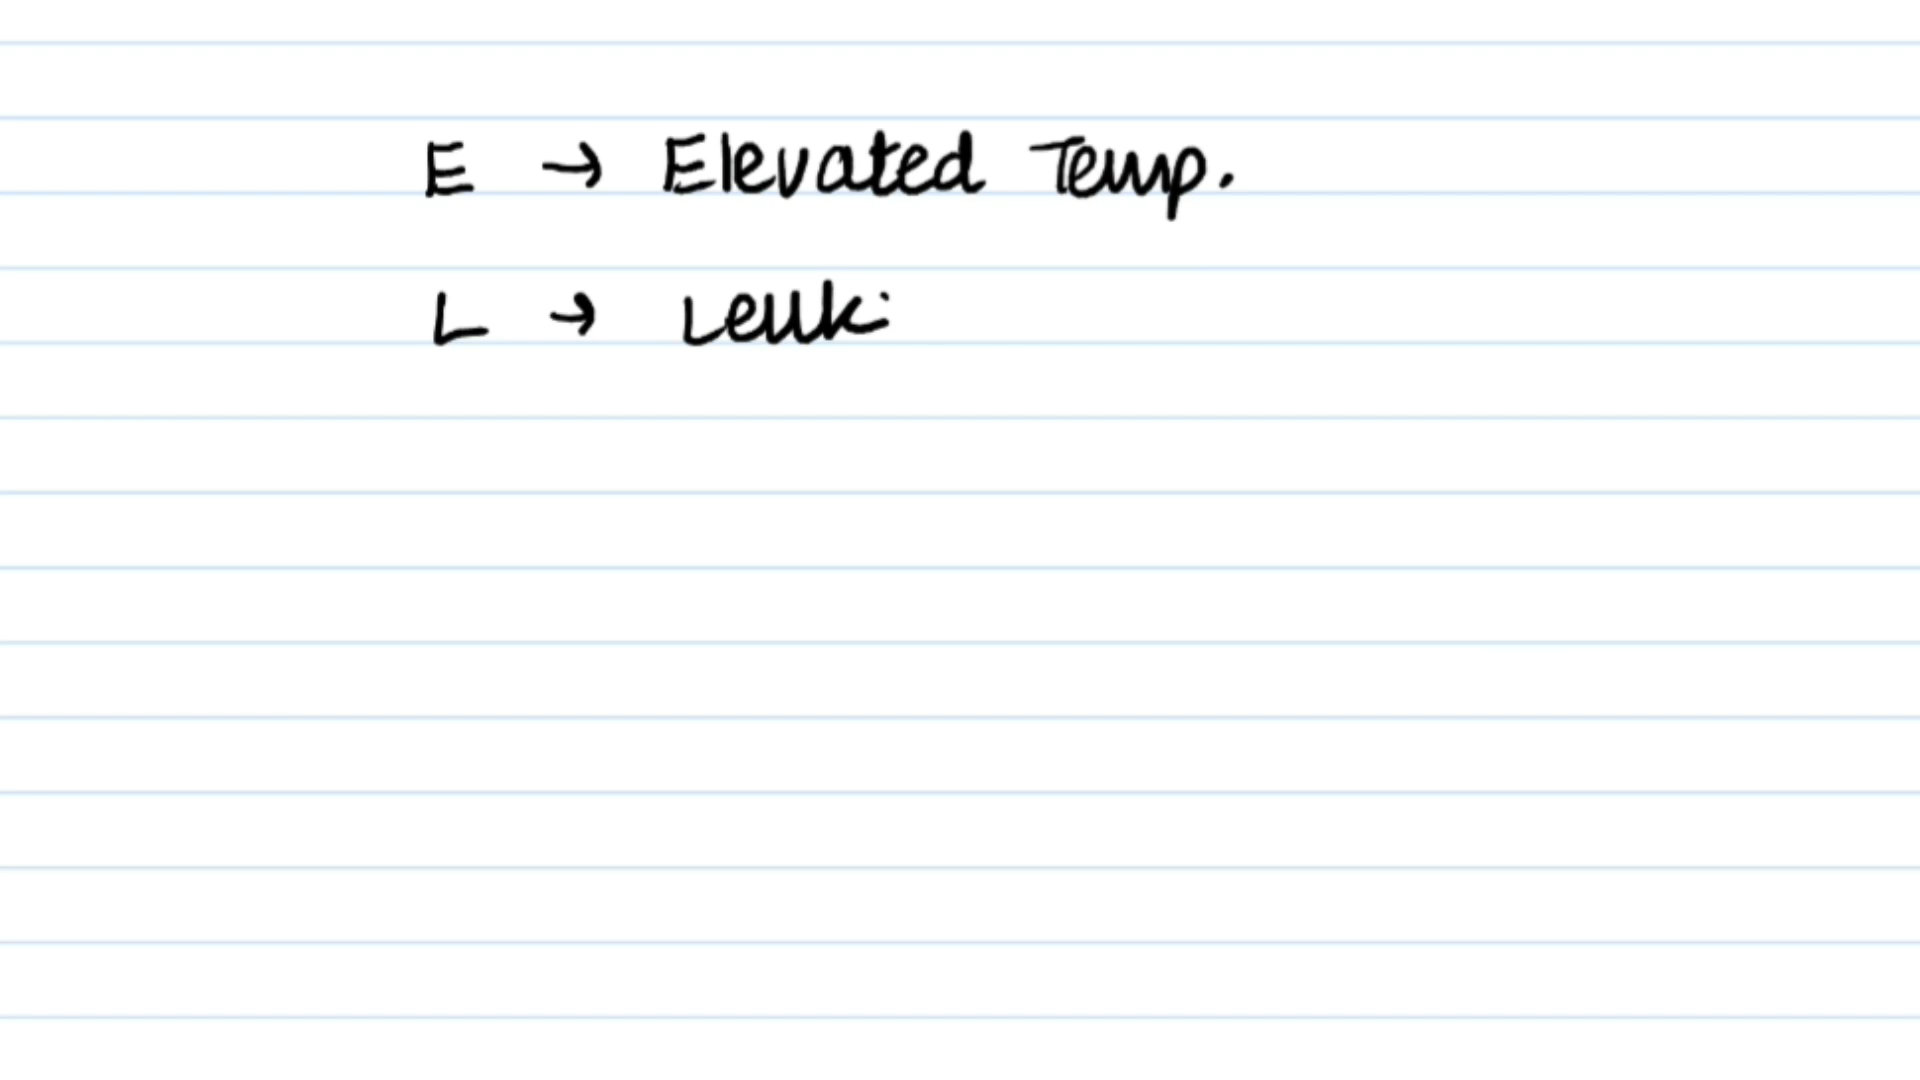 E → Elevated Temp.
L → Leuk